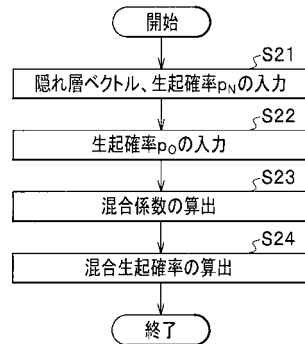 開始
S21
隠れ層ベクトル、生起確率pNの入力
S22
生起確率pOの入力
S23
混合係数の算出
S24
混合生起確率の算出
終了